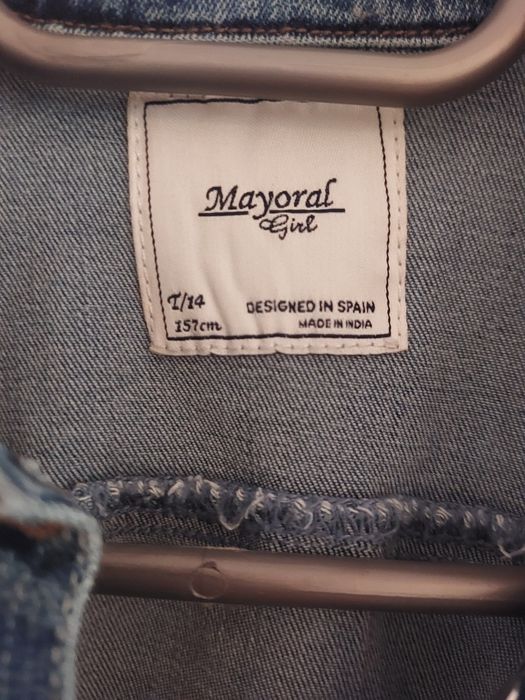 Mayoral
Girl
T/14
157cm
DESIGNED IN SPAIN
MADE IN INDIA